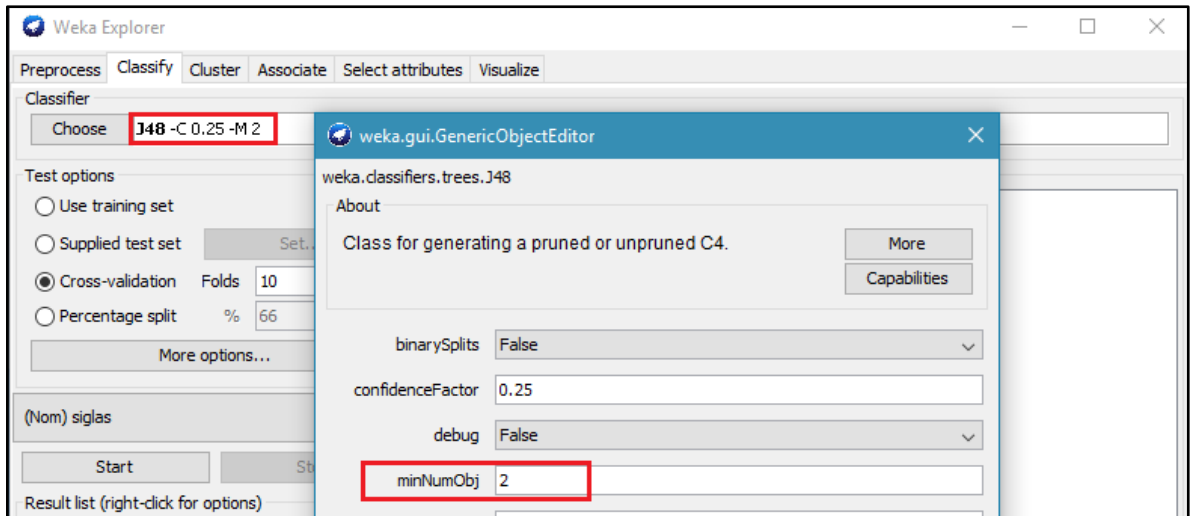 Weka Explorer
Preprocess Classify Cluster Associate Select attributes Visualize
Classifier
Choose J48 -C 0.25 -M 2
weka.gui.GenericObjectEditor
weka.classifiers.trees.J48
About
Class for generating a pruned or unpruned C4.
More
Capabilities
binarySplits False
confidenceFactor 0.25
debug False
minNumObj 2
Test options
Use training set
Supplied test set Set..
Cross-validation Folds 10
Percentage split % 66
More options...
(Nom) siglas
Start St
Result list (right-click for options)